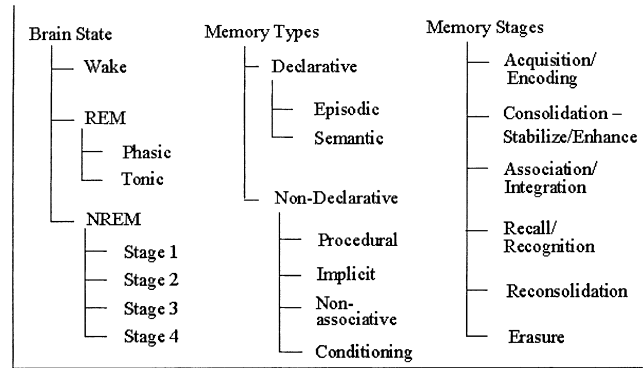 Brain State
Wake
REM
Phasic
Tonic
NREM
Stage 1
Stage 2
Stage 3
Stage 4
Memory Types
Declarative
Episodic
Semantic
Non-Declarative
Procedural
Implicit
Non-
associative
Conditioning
Memory Stages
Acquisition/
Encoding
Consolidation –
Stabilize/Enhance
Association/
Integration
Recall/
Recognition
Reconsolidation
Erasure